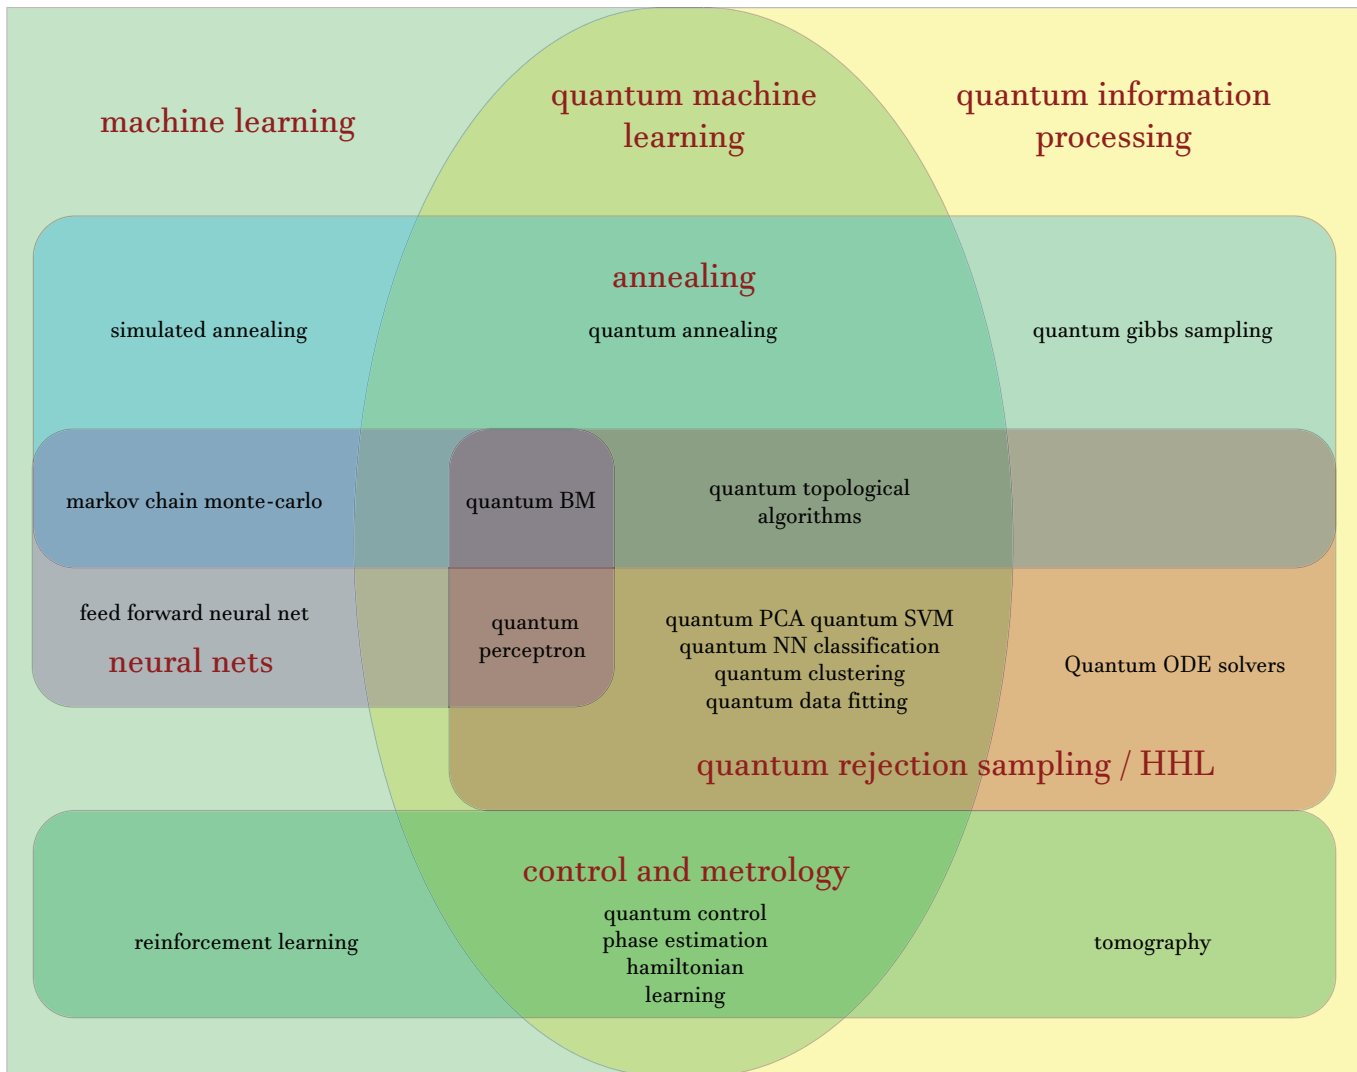 machine learning
quantum machine
learning
quantum information
processing
annealing
simulated annealing
quantum annealing
quantum gibbs sampling
markov chain monte-carlo
quantum BM
quantum topological
algorithms
feed forward neural net
neural nets
quantum
perceptron
quantum PCA quantum SVM
quantum NN classification
quantum clustering
quantum data fitting
Quantum ODE solvers
quantum rejection sampling / HHL
control and metrology
reinforcement learning
quantum control
phase estimation
hamiltonian
learning
tomography